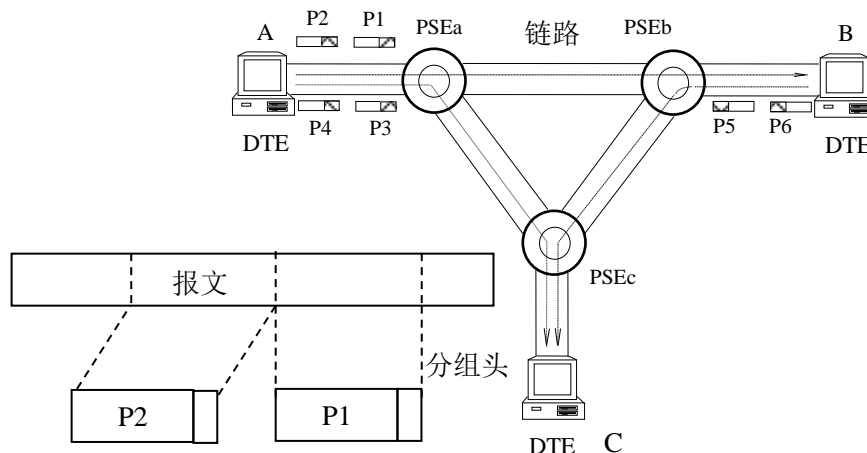 P2 P1
A
PSEa
链路
PSEb
B
DTE
P4 P3
P5 P6
DTE
PSEc
报文
分组头
P2
P1
DTE C